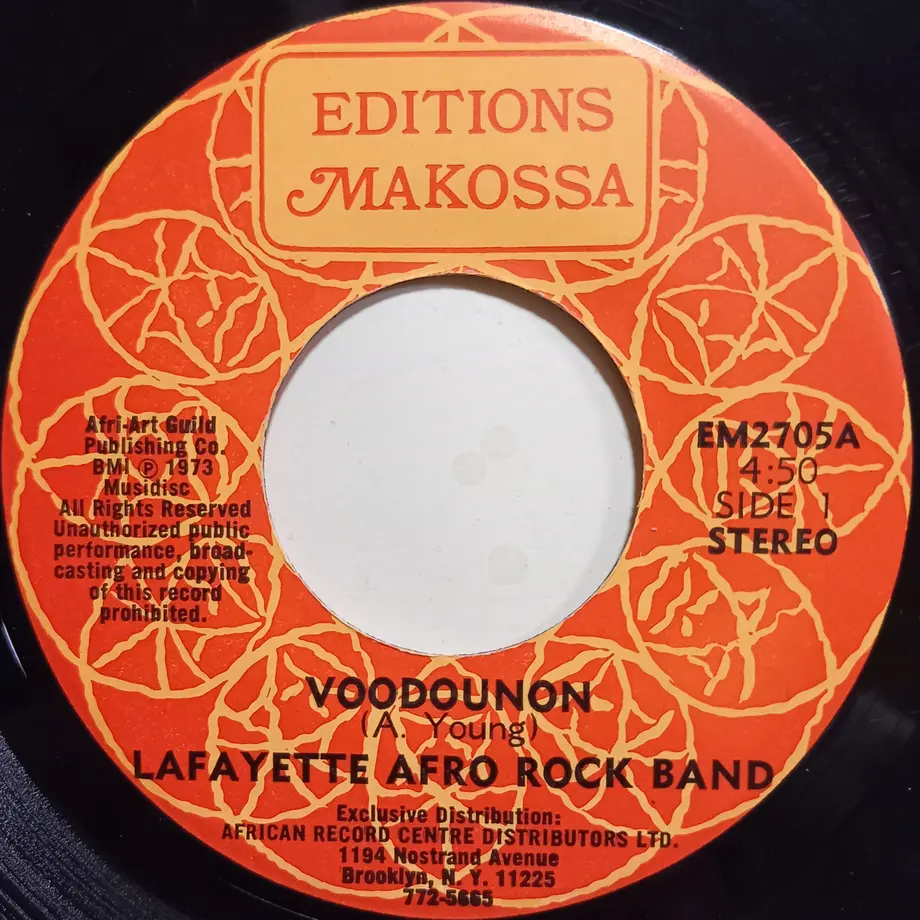 EDITIONS
MAKOSSA
Afri-Art Guild
Publishing Co.
BMI ℗ 1973
Musidisc
All Rights Reserved
Unauthorized public
performance, broad-
casting and copying
of this record
prohibited.
EM2705A
4:50
SIDE 1
STEREO
VOODOUNON
(A. Young)
LAFAYETTE AFRO ROCK BAND
Exclusive Distribution:
AFRICAN RECORD CENTRE DISTRIBUTORS LTD.
1194 Nostrand Avenue
Brooklyn, N. Y. 11225
772-5665